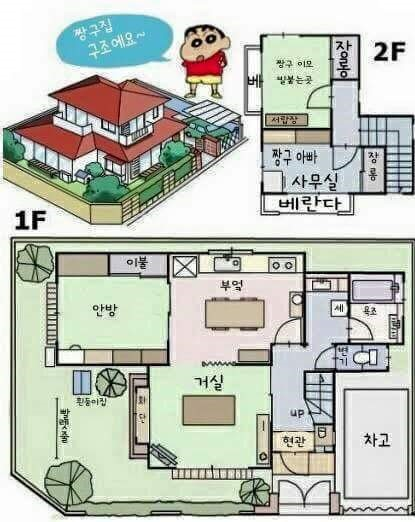 짱구집
구조예요~
2F
짱구 이모
빌붙는곳
장롱
베
서랍장
짱구 아빠
사무실
장롱
베란다
1F
이불
안방
부엌
세
욕조
변기
거실
화단
흰둥이집
빨렛줄
UP
현관
차고